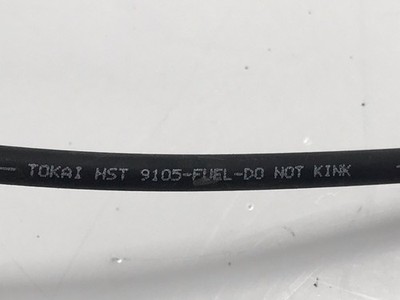 — TOKAI HST 9105-FUEL-DO NOT KINK